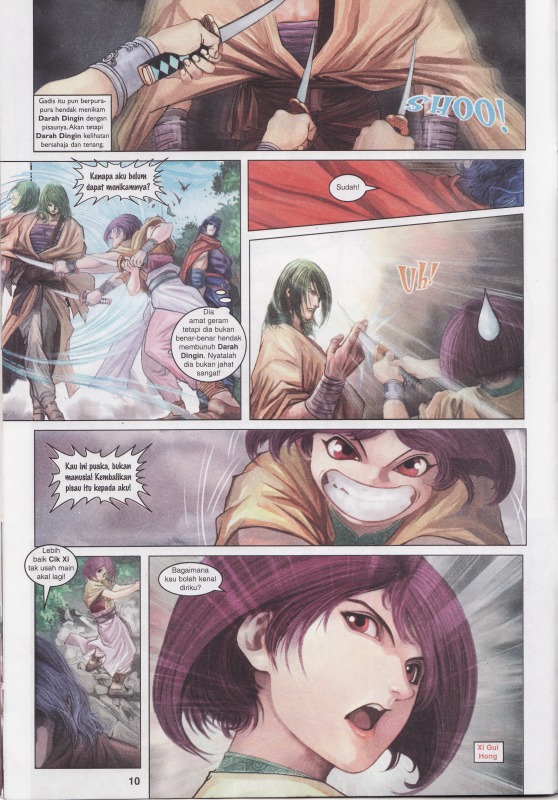 Gadis itu pun berpura-
pura hendak menikam
Darah Dingin dengan
pisaunya. Akan tetapi
Darah Dingin kelihatan
bersahaja dan tenang.
Kenapa aku belum
dapat menikamnya?
Sudah!
Dia
amat geram
tetapi dia bukan
benar-benar hendak
membunuh Darah
Dingin. Nyatalah
dia bukan jahat
sangat!
Uh!
Kau ini puaka, bukan
manusia! Kembalikan
pisau itu kepada aku!
Lebih
baik Cik Xi
tak usah main
akal lagi!
Bagaimana
kau boleh kenal
diriku?
Xi Gui
Hong
10